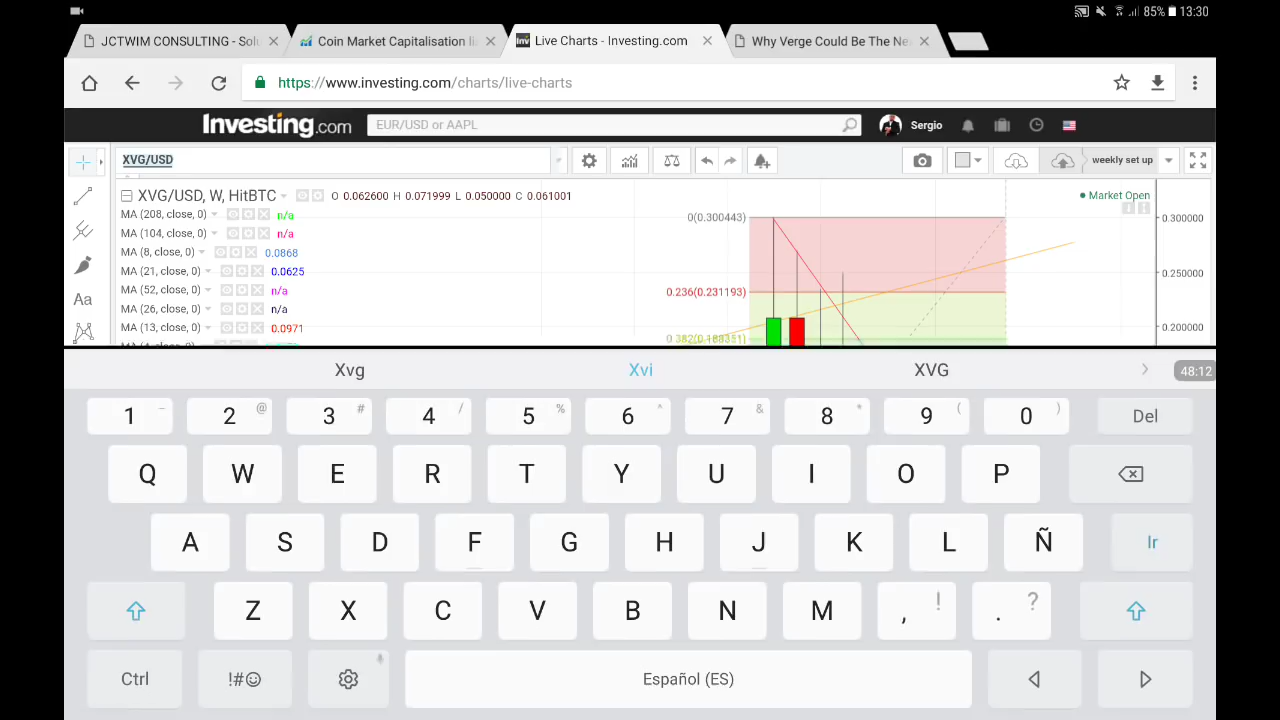 85% 13:30
JCTWIM CONSULTING - Solu
Coin Market Capitalisation li
Inv Live Charts - Investing.com
Why Verge Could Be The Ne
https://www.investing.com/charts/live-charts
Investing.com EUR/USD or AAPL Sergio
XVG/USD weekly set up
XVG/USD, W, HitBTC O 0.062600 H 0.071999 L 0.050000 C 0.061001 Market Open
MA (208, close, 0) n/a 0(0.300443) 0.300000
MA (104, close, 0) n/a
MA (8, close, 0) 0.0868
MA (21, close, 0) 0.0625 0.250000
MA (52, close, 0) n/a 0.236(0.231193)
MA (26, close, 0) n/a
MA (13, close, 0) 0.0971 0.200000
0.382(0.188351)
Xvg Xvi XVG 48:12
1 _ 2 @ 3 # 4 / 5 % 6 ^ 7 & 8 * 9 ( 0 ) Del
Q W E R T Y U I O P
A S D F G H J K L Ñ Ir
Z X C V B N M , ! . ?
Ctrl !#☺ Español (ES)